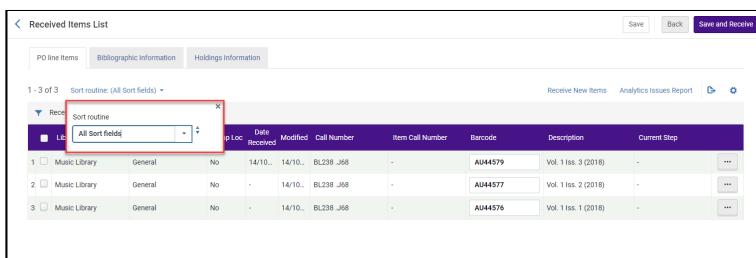 Received Items List
Save
Back
Save and Receive
PO line Items
Bibliographic Information
Holdings Information
1 - 3 of 3 Sort routine: (All Sort fields)
Receive New Items
Analytics Issues Report
Rece
Sort routine
All Sort fields
Date Received
Modified
Call Number
Item Call Number
Barcode
Description
Current Step
1 Music Library General No 14/10... 14/10... BL238 .J68 - AU44579 Vol. 1 Iss. 3 (2018) -
2 Music Library General No - 14/10... BL238 .J68 - AU44577 Vol. 1 Iss. 2 (2018) -
3 Music Library General No - 14/10... BL238 .J68 - AU44576 Vol. 1 Iss. 1 (2018) -